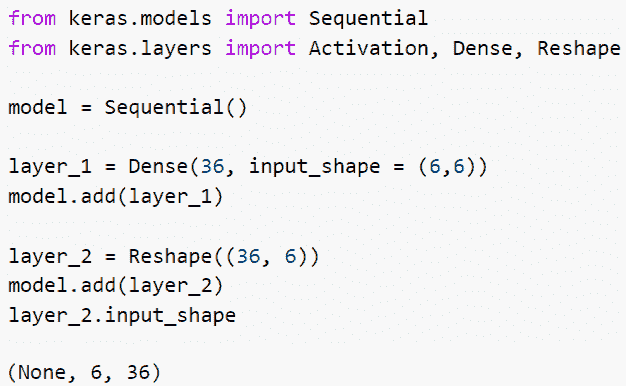 from keras.models import Sequential
from keras.layers import Activation, Dense, Reshape
model = Sequential()
layer_1 = Dense(36, input_shape = (6,6))
model.add(layer_1)
layer_2 = Reshape((36, 6))
model.add(layer_2)
layer_2.input_shape
(None, 6, 36)